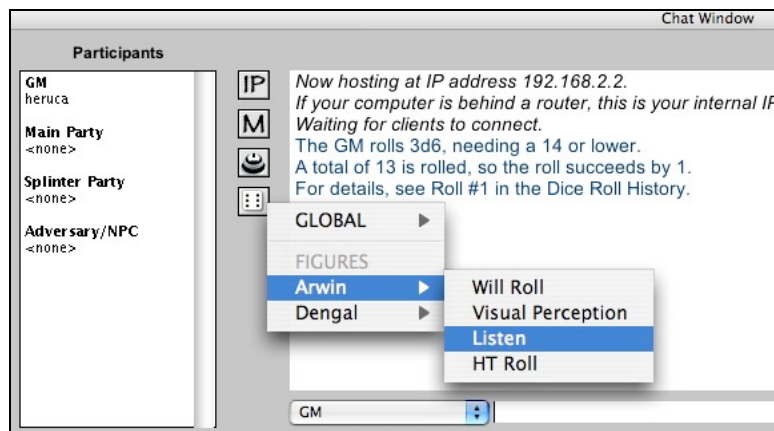 Chat Window
Participants
GM
heruca
Main Party
<none>
Splinter Party
<none>
Adversary/NPC
<none>
IP
M
Now hosting at IP address 192.168.2.2.
If your computer is behind a router, this is your internal IP
Waiting for clients to connect.
The GM rolls 3d6, needing a 14 or lower.
A total of 13 is rolled, so the roll succeeds by 1.
For details, see Roll #1 in the Dice Roll History.
GLOBAL
FIGURES
Arwin
Dengal
Will Roll
Visual Perception
Listen
HT Roll
GM